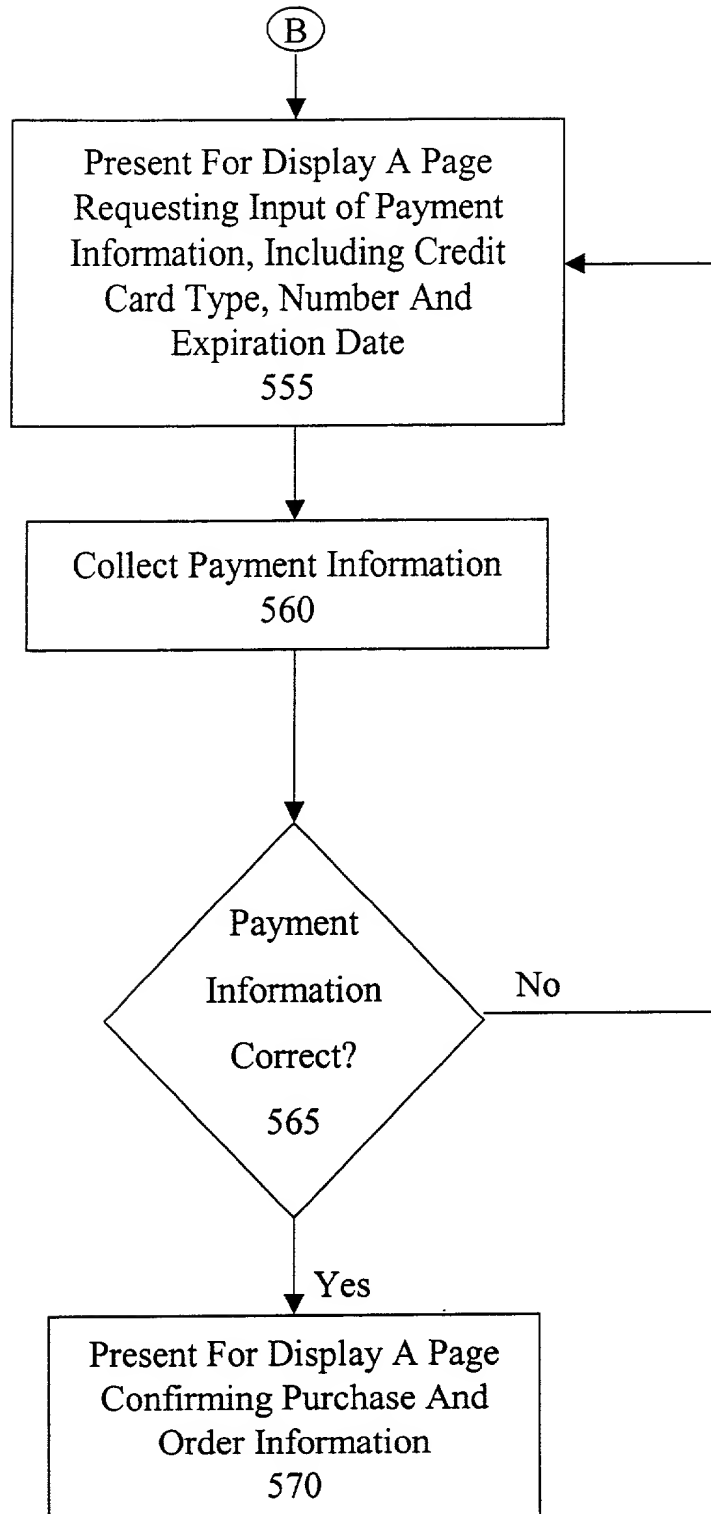 B
Present For Display A Page
Requesting Input of Payment
Information, Including Credit
Card Type, Number And
Expiration Date
555
Collect Payment Information
560
Payment
Information
Correct?
565
No
Yes
Present For Display A Page
Confirming Purchase And
Order Information
570